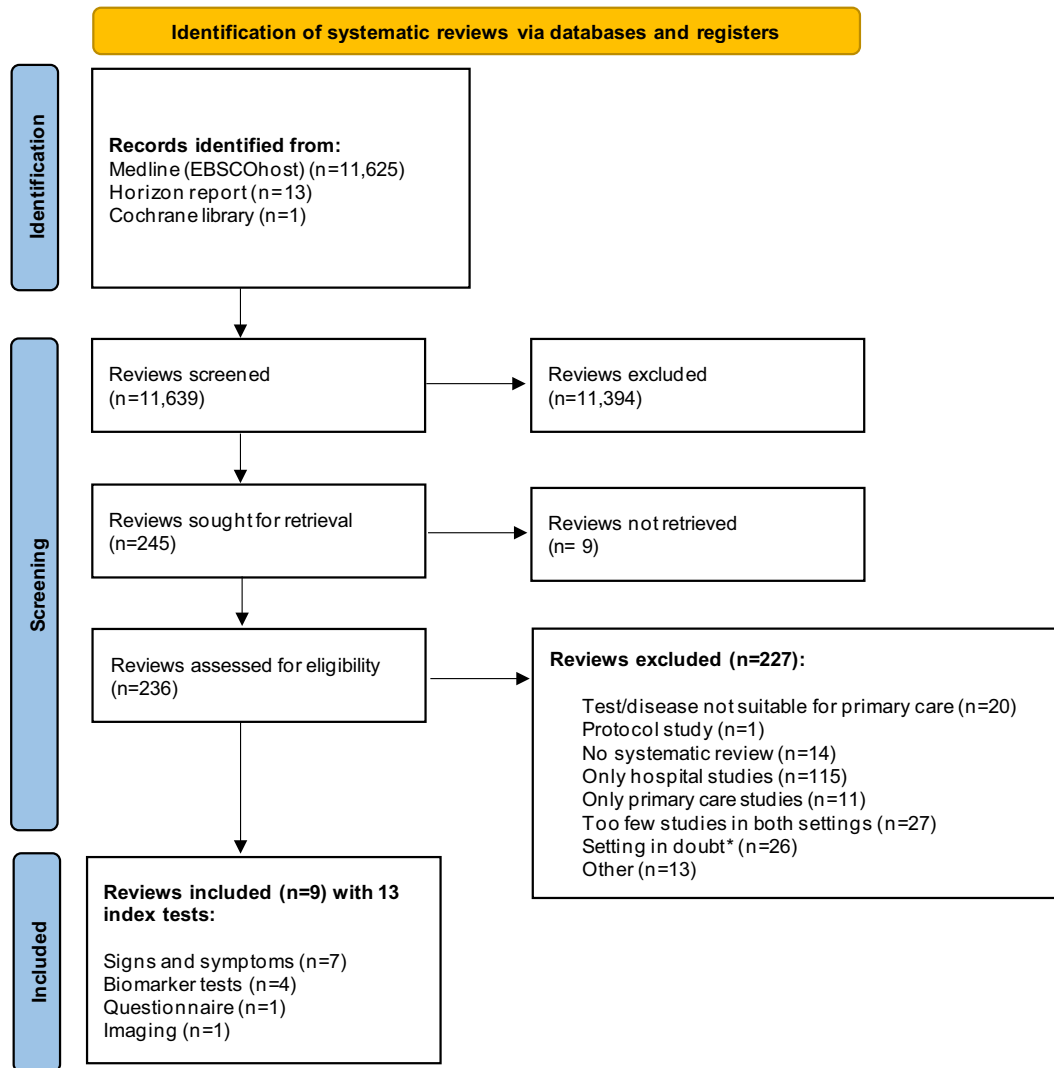 Identification of systematic reviews via databases and registers
Identification
Records identified from:
Medline (EBSCOhost) (n=11,625)
Horizon report (n=13)
Cochrane library (n=1)
Screening
Reviews screened
(n=11,639)
Reviews excluded
(n=11,394)
Reviews sought for retrieval
(n=245)
Reviews not retrieved
(n= 9)
Reviews assessed for eligibility
(n=236)
Reviews excluded (n=227):
Test/disease not suitable for primary care (n=20)
Protocol study (n=1)
No systematic review (n=14)
Only hospital studies (n=115)
Only primary care studies (n=11)
Too few studies in both settings (n=27)
Setting in doubt* (n=26)
Other (n=13)
Included
Reviews included (n=9) with 13
index tests:
Signs and symptoms (n=7)
Biomarker tests (n=4)
Questionnaire (n=1)
Imaging (n=1)